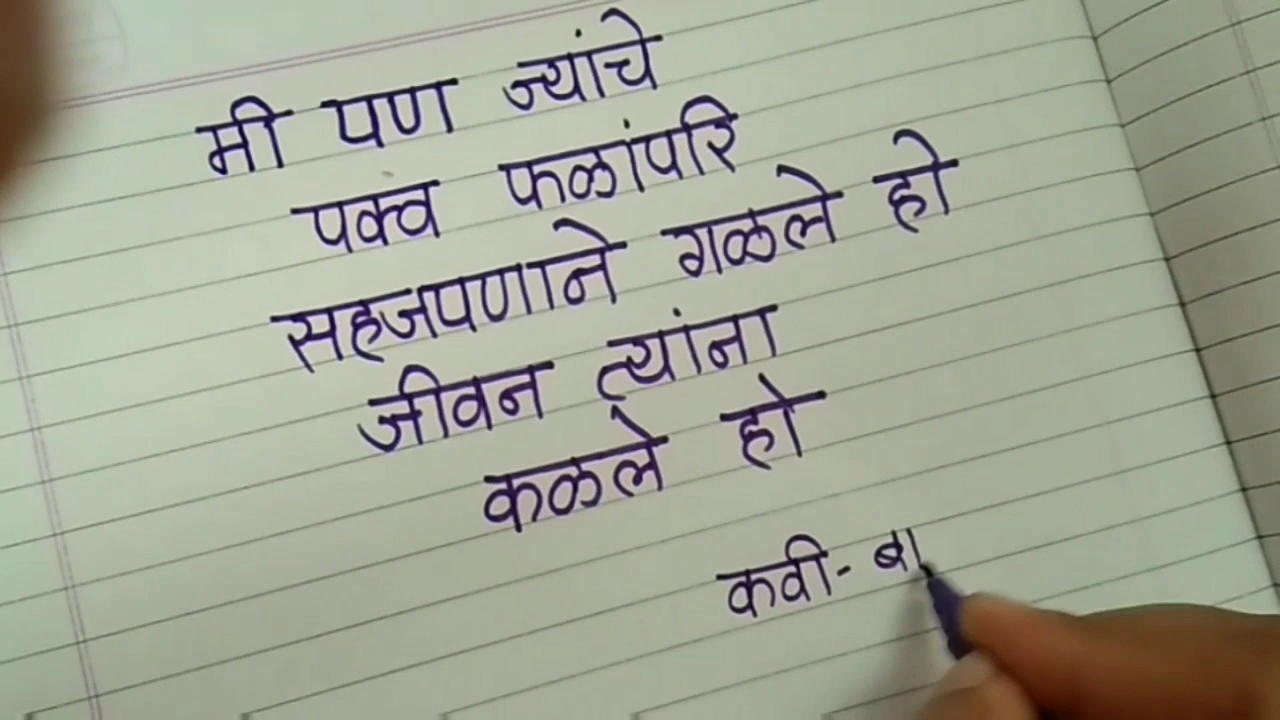 मी पण ज्यांचे
पक्व फळांपरि
सहजपणाने गळले हो
जीवन त्यांना
कळले हो
कवी- बा